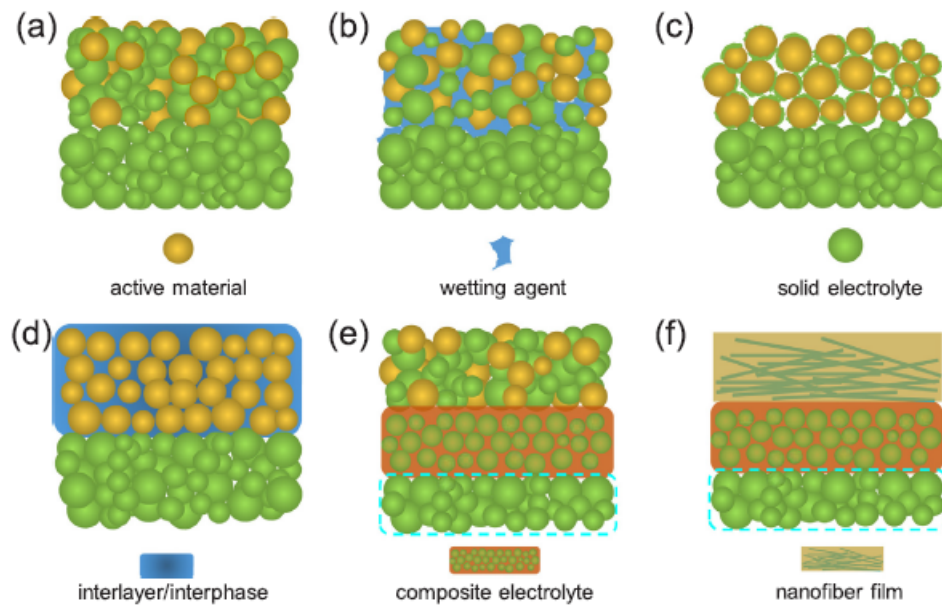 (a)
(b)
(c)
active material
wetting agent
solid electrolyte
(d)
(e)
(f)
interlayer/interphase
composite electrolyte
nanofiber film